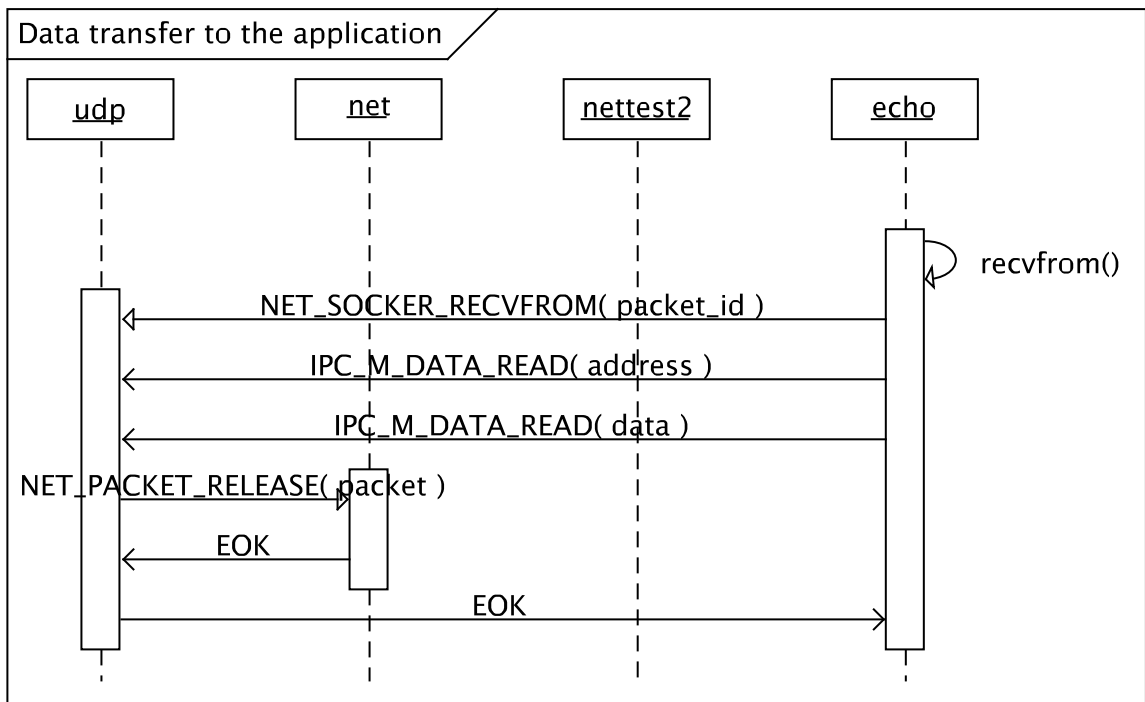 Data transfer to the application
udp
net
nettest2
echo
recvfrom()
NET_SOCKER_RECVFROM( packet_id )
IPC_M_DATA_READ( address )
IPC_M_DATA_READ( data )
NET_PACKET_RELEASE( packet )
EOK
EOK